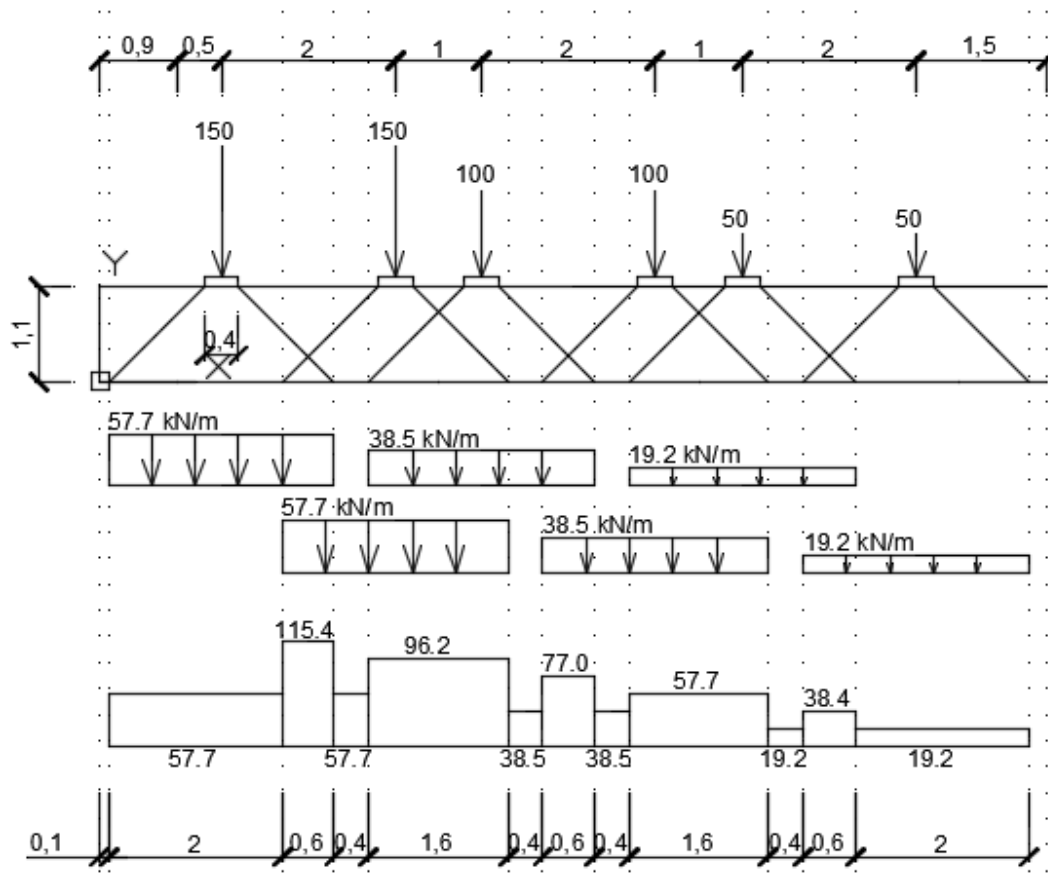 0,9 0,5 2 1 2 1 2 1,5
150 150
100 100
50 50
Y
1,1
0,4
X
57.7 kN/m
38.5 kN/m
19.2 kN/m
57.7 kN/m
38.5 kN/m
19.2 kN/m
115.4
96.2
77.0
57.7
38.4
57.7 57.7 38.5 38.5 19.2 19.2
0,1 2 0,6 0,4 1,6 0,4 0,6 0,4 1,6 0,4 0,6 2